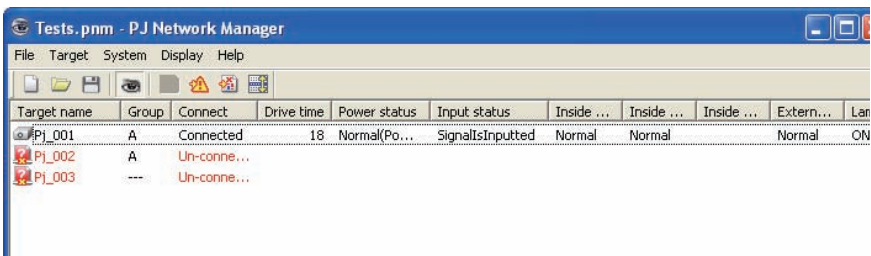 Tests.pnm - PJ Network Manager
File Target System Display Help
Target name Group Connect Drive time Power status Input status Inside ... Inside ... Inside ... Extern... Lan
Pj_001 A Connected 18 Normal(Po... SignalIsInputted Normal Normal Normal ON
Pj_002 A Un-conne...
Pj_003 --- Un-conne...